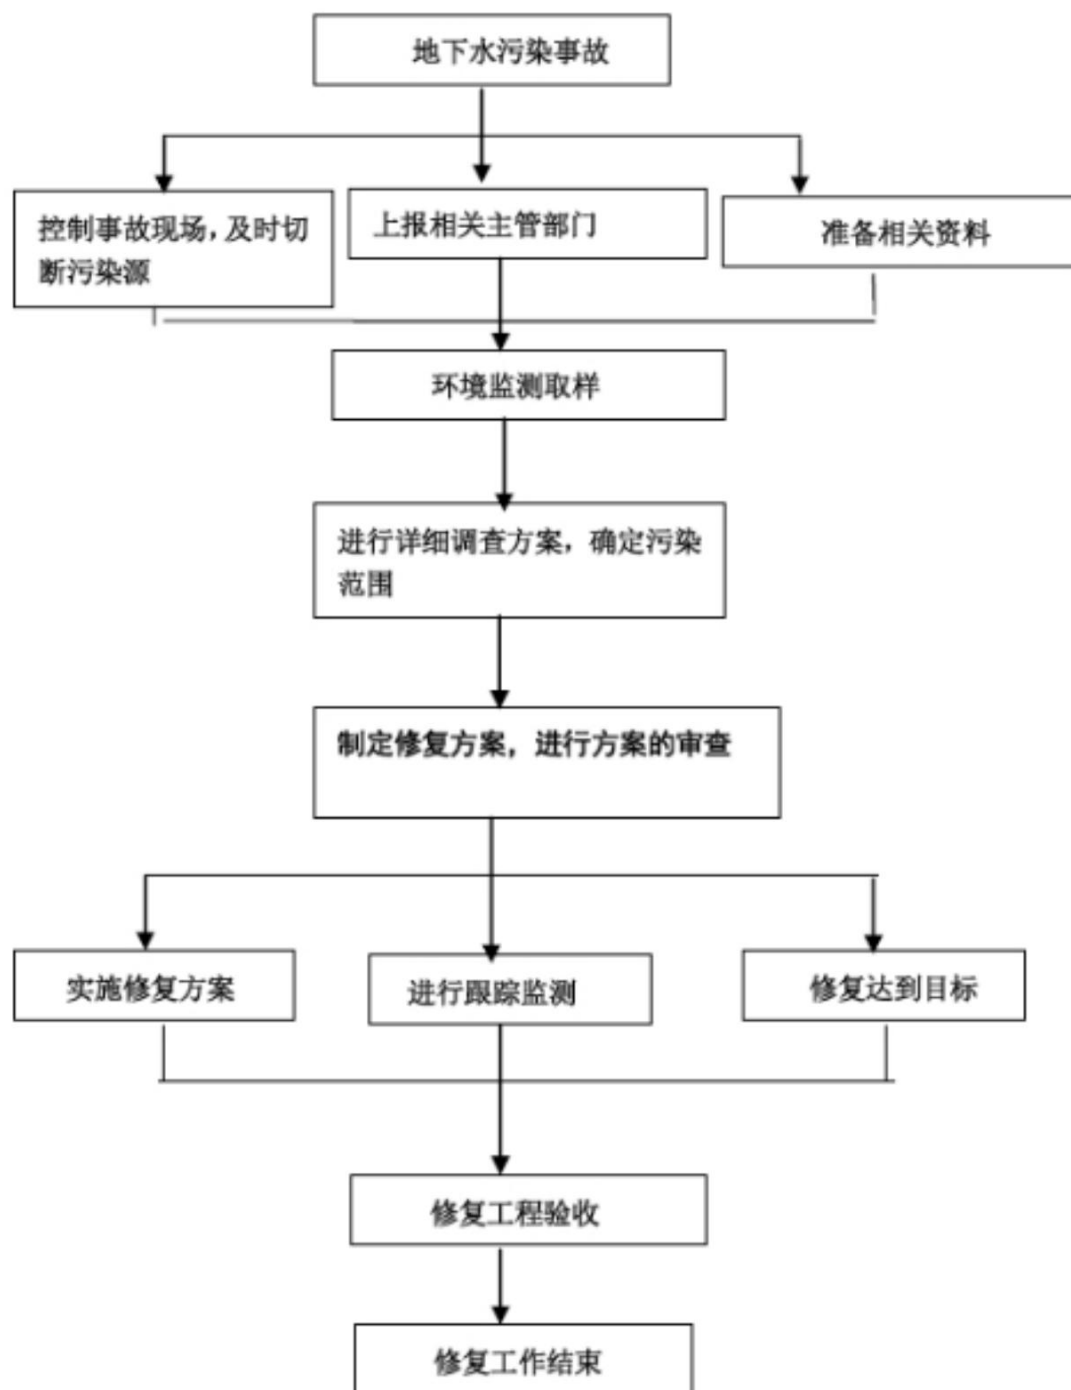 地下水污染事故
控制事故现场，及时切
断污染源
上报相关主管部门
准备相关资料
环境监测取样
进行详细调查方案，确定污染
范围
制定修复方案，进行方案的审查
实施修复方案
进行跟踪监测
修复达到目标
修复工程验收
修复工作结束